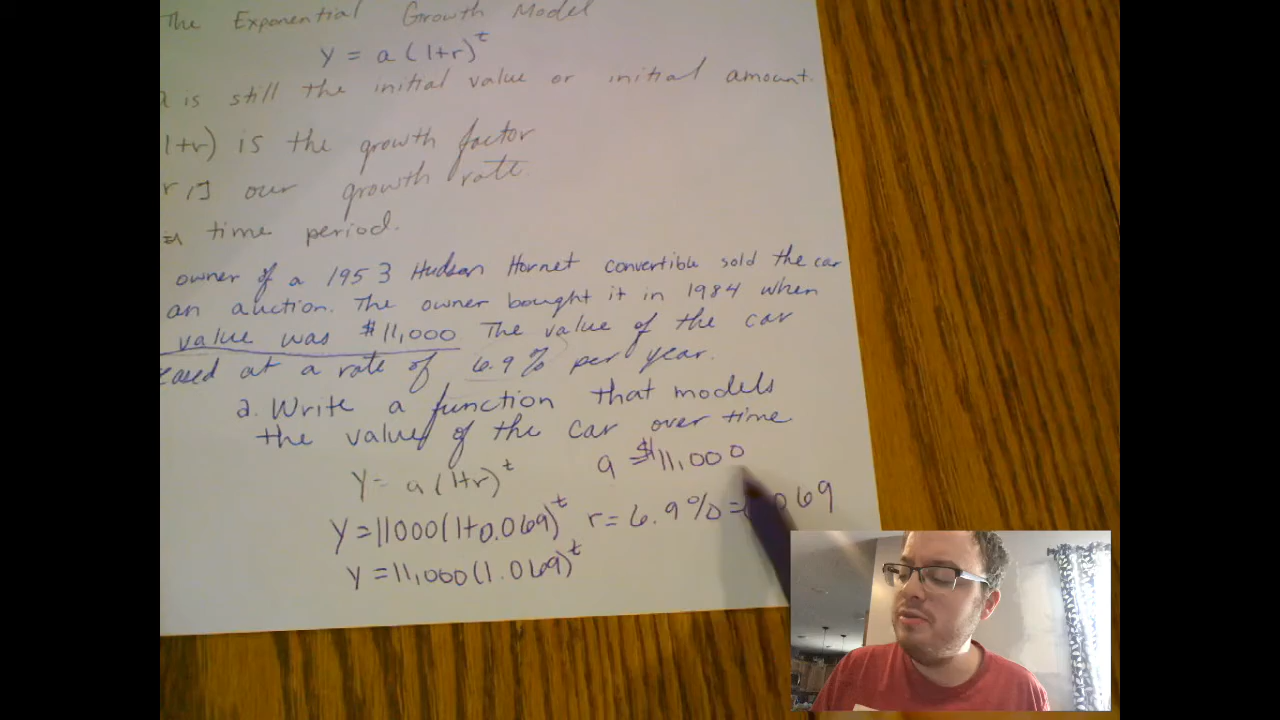 The Exponential Growth Model
y = a(1+r)^t
a is still the initial value or initial amount.
1+r) is the growth factor
r is our growth rate.
= time period.
owner of a 1953 Hudson Hornet convertible sold the car
an auction. The owner bought it in 1984 when
value was $11,000 The value of the car
eased at a rate of 6.9% per year.
a. Write a function that models
the value of the car over time
y = a(1+r)^t
a = $11,000
y = 11000(1+0.069)^t
r = 6.9% = 069
y = 11,000(1.069)^t